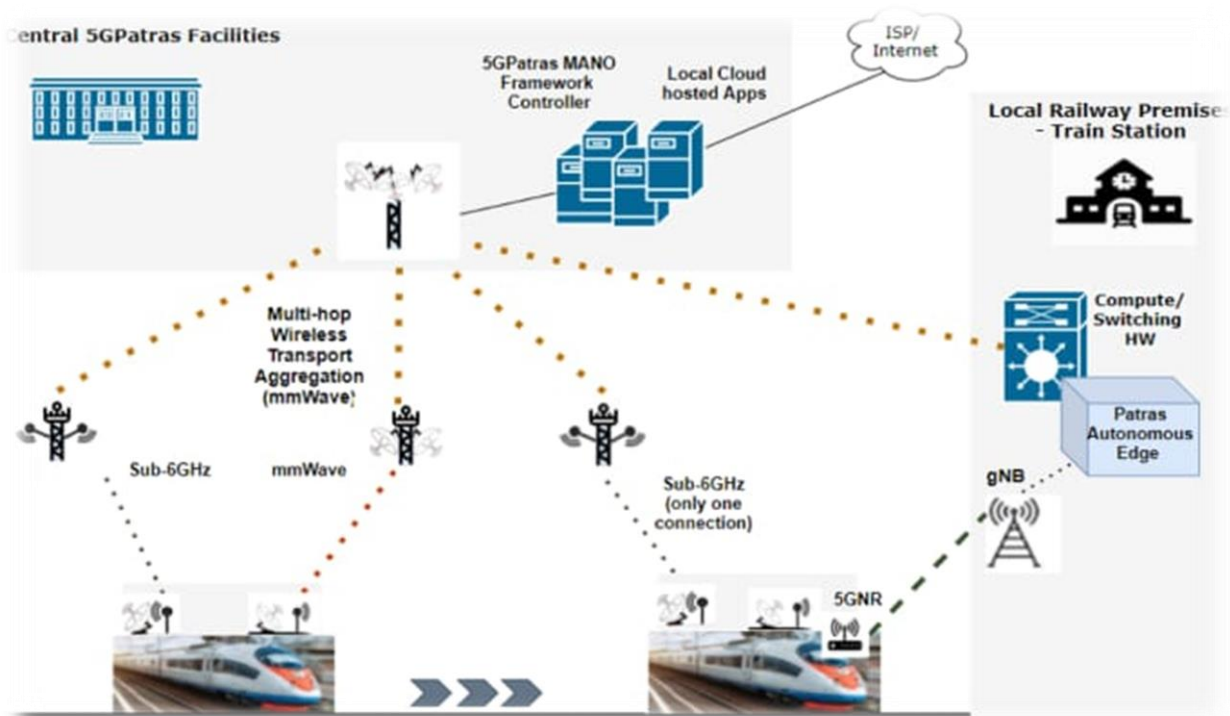 entral 5GPatras Facilities
5GPatras MANO
Framework
Controller
Local Cloud
hosted Apps
ISP/
Internet
Local Railway Premise
- Train Station
Multi-hop
Wireless
Transport
Aggregation
(mmWave)
Compute/
Switching
HW
Patras
Autonomous
Edge
Sub-6GHz
mmWave
Sub-6GHz
(only one
connection)
gNB
5GNR